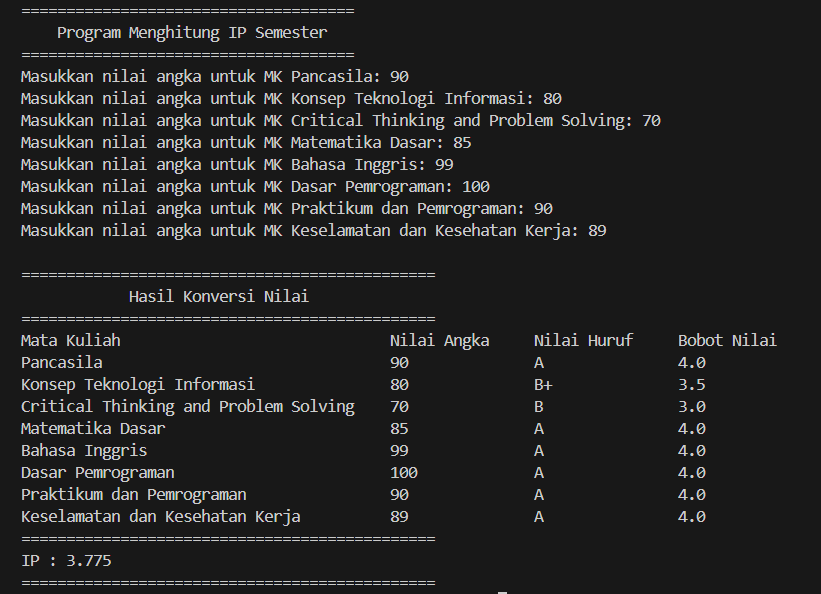 =====================================
Program Menghitung IP Semester
=====================================
Masukkan nilai angka untuk MK Pancasila: 90
Masukkan nilai angka untuk MK Konsep Teknologi Informasi: 80
Masukkan nilai angka untuk MK Critical Thinking and Problem Solving: 70
Masukkan nilai angka untuk MK Matematika Dasar: 85
Masukkan nilai angka untuk MK Bahasa Inggris: 99
Masukkan nilai angka untuk MK Dasar Pemrograman: 100
Masukkan nilai angka untuk MK Praktikum dan Pemrograman: 90
Masukkan nilai angka untuk MK Keselamatan dan Kesehatan Kerja: 89
==============================================
Hasil Konversi Nilai
==============================================
Mata Kuliah Nilai Angka Nilai Huruf Bobot Nilai
Pancasila 90 A 4.0
Konsep Teknologi Informasi 80 B+ 3.5
Critical Thinking and Problem Solving 70 B 3.0
Matematika Dasar 85 A 4.0
Bahasa Inggris 99 A 4.0
Dasar Pemrograman 100 A 4.0
Praktikum dan Pemrograman 90 A 4.0
Keselamatan dan Kesehatan Kerja 89 A 4.0
==============================================
IP : 3.775
==============================================